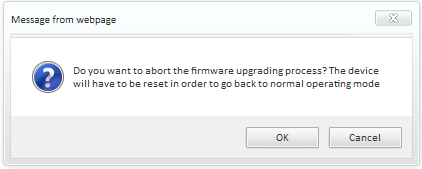 Message from webpage
Do you want to abort the firmware upgrading process? The device
will have to be reset in order to go back to normal operating mode
OK
Cancel